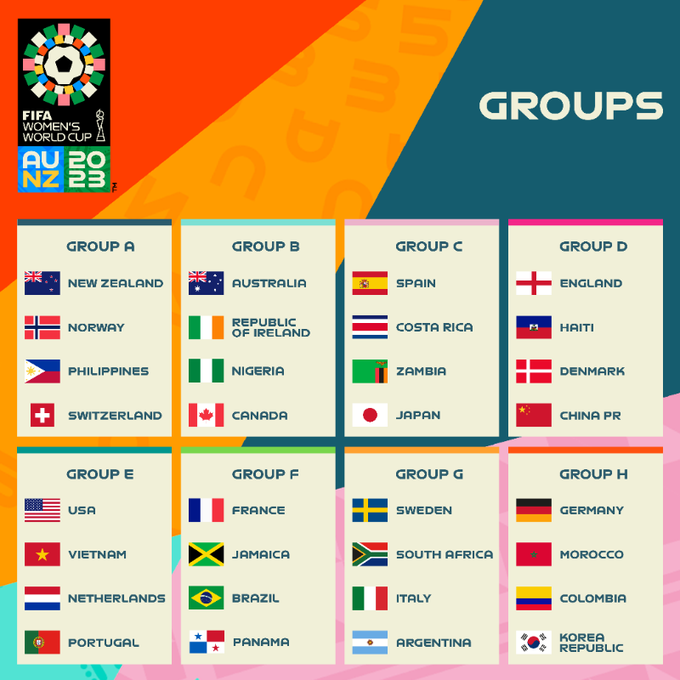 FIFA
WOMEN'S
WORLD CUP
AU 20
NZ 23
GROUPS
GROUP A
NEW ZEALAND
NORWAY
PHILIPPINES
SWITZERLAND
GROUP B
AUSTRALIA
REPUBLIC
OF IRELAND
NIGERIA
CANADA
GROUP C
SPAIN
COSTA RICA
ZAMBIA
JAPAN
GROUP D
ENGLAND
HAITI
DENMARK
CHINA PR
GROUP E
USA
VIETNAM
NETHERLANDS
PORTUGAL
GROUP F
FRANCE
JAMAICA
BRAZIL
PANAMA
GROUP G
SWEDEN
SOUTH AFRICA
ITALY
ARGENTINA
GROUP H
GERMANY
MOROCCO
COLOMBIA
KOREA
REPUBLIC